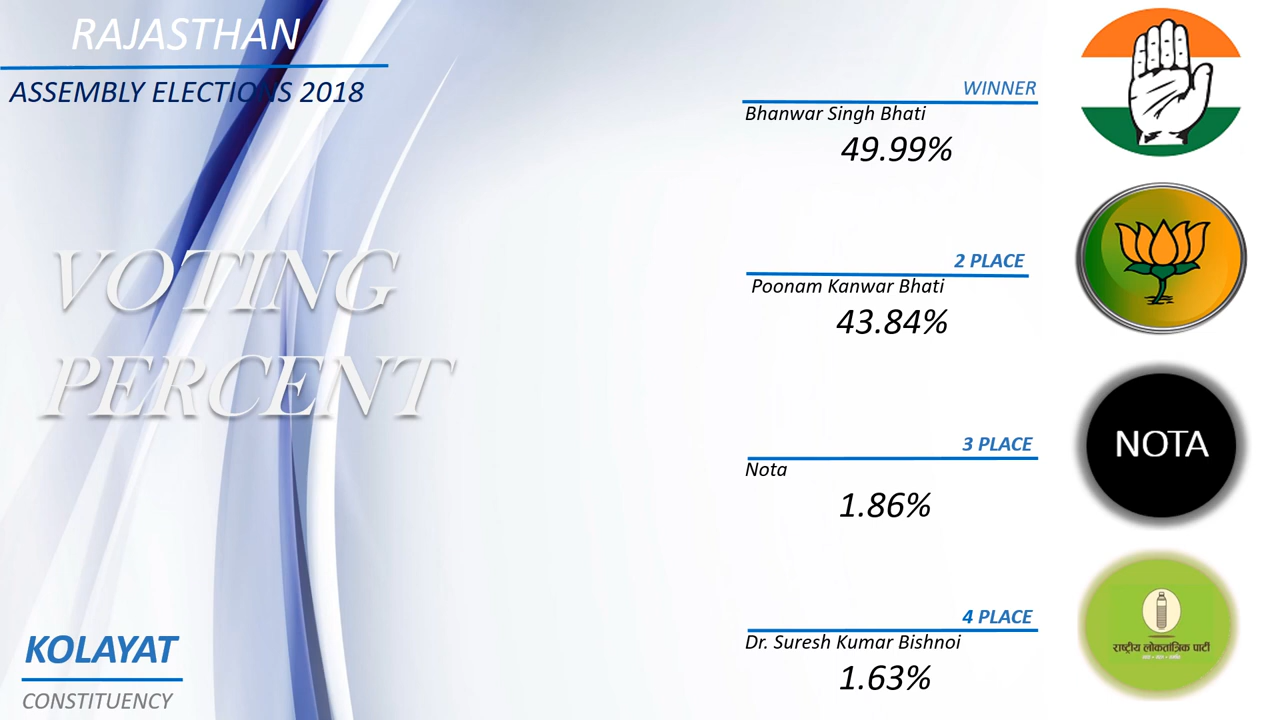 RAJASTHAN
ASSEMBLY ELECTIONS 2018
VOTING
PERCENT
KOLAYAT
CONSTITUENCY
WINNER
Bhanwar Singh Bhati
49.99%
2 PLACE
Poonam Kanwar Bhati
43.84%
3 PLACE
Nota
1.86%
NOTA
4 PLACE
Dr. Suresh Kumar Bishnoi
1.63%
राष्ट्रीय लोकतांत्रिक पार्टी